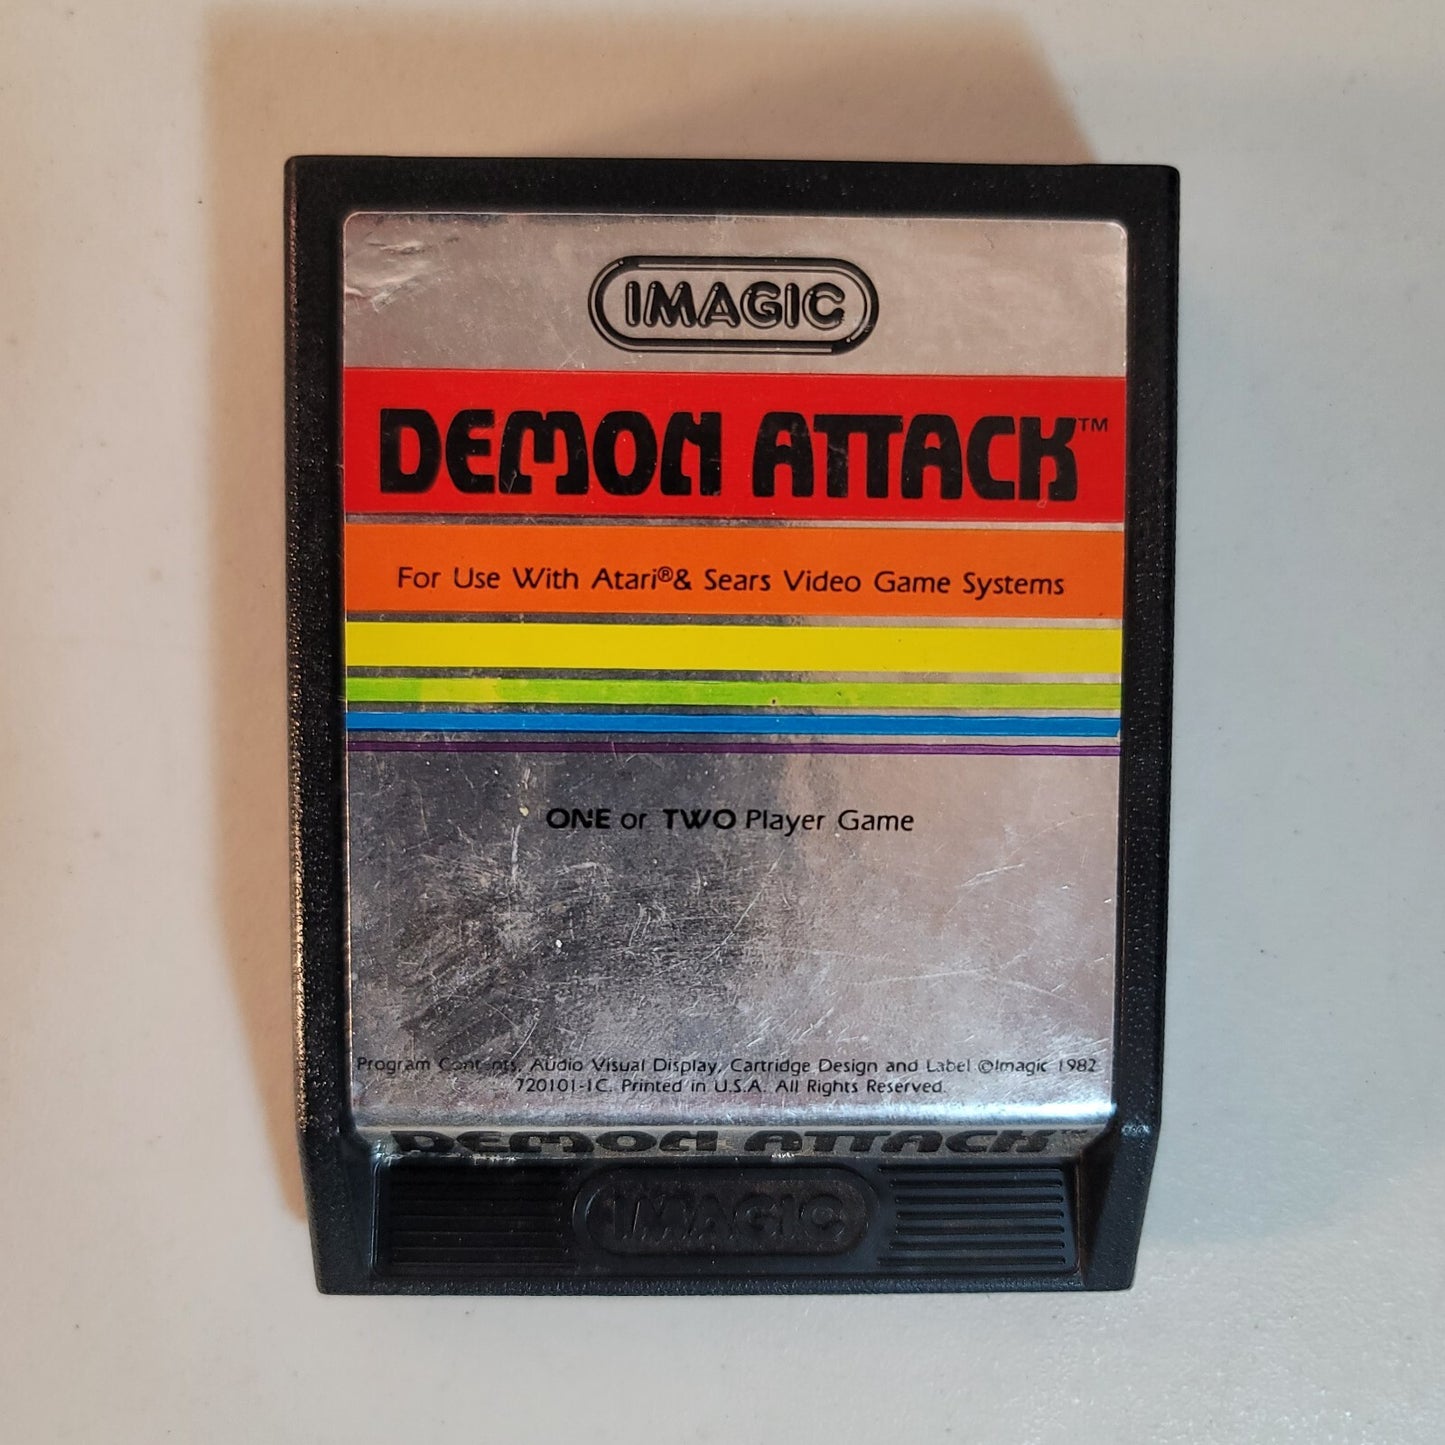 IMAGIC
DEMON ATTACK™
For Use With Atari®& Sears Video Game Systems
ONE or TWO Player Game
Program Contents, Audio Visual Display, Cartridge Design and Label ©Imagic 1982
720101-1C. Printed in U.S.A. All Rights Reserved.
DEMON ATTACK™
IMAGIC